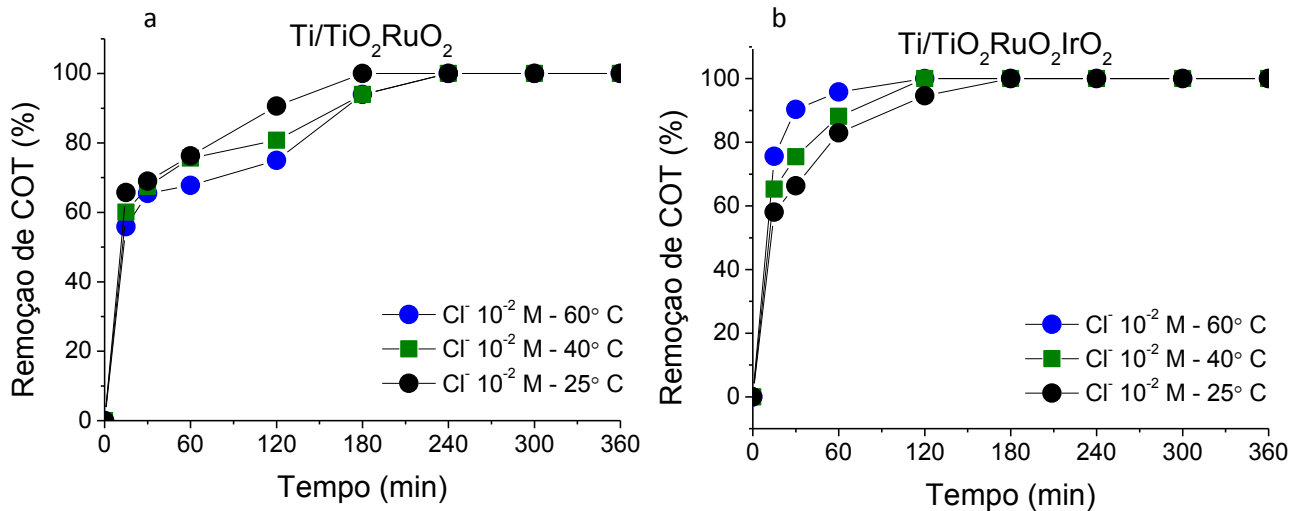 a
Ti/TiO₂RuO₂
Remoçao de COT (%)
100
80
60
40
20
0
Cl⁻ 10⁻² M - 60° C
Cl⁻ 10⁻² M - 40° C
Cl⁻ 10⁻² M - 25° C
0 60 120 180 240 300 360
Tempo (min)
b
Ti/TiO₂RuO₂IrO₂
Remoçao de COT (%)
100
80
60
40
20
0
Cl⁻ 10⁻² M - 60° C
Cl⁻ 10⁻² M - 40° C
Cl⁻ 10⁻² M - 25° C
0 60 120 180 240 300 360
Tempo (min)